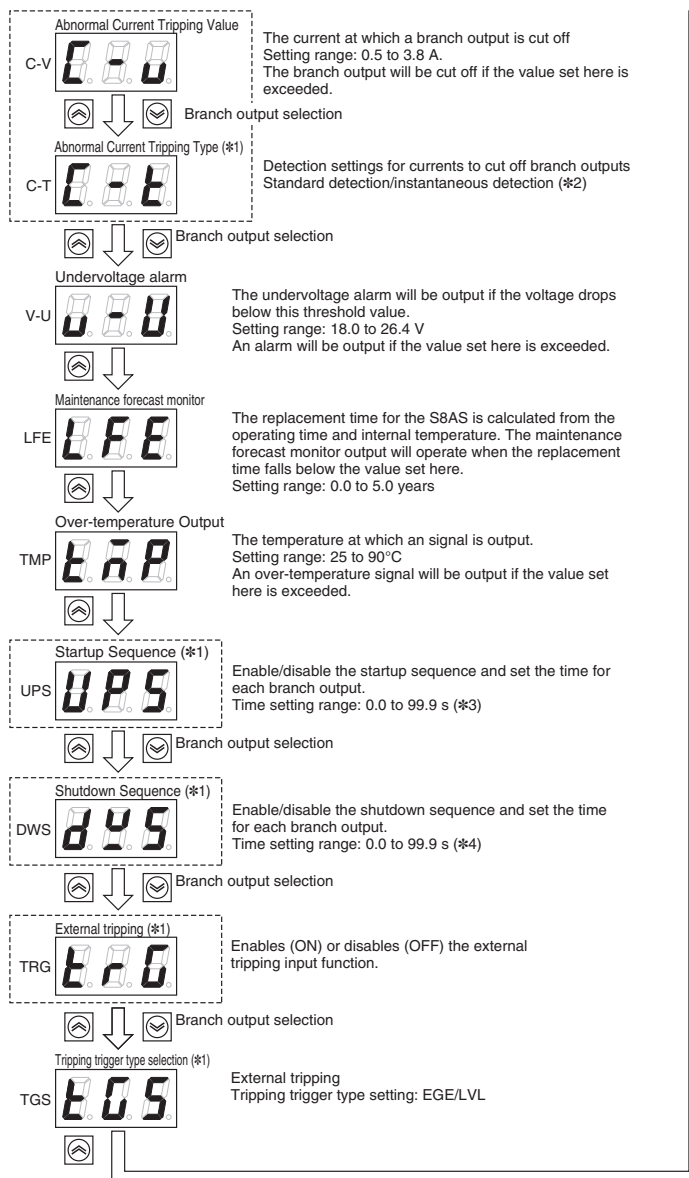 Abnormal Current Tripping Value
C-V
C-v
The current at which a branch output is cut off
Setting range: 0.5 to 3.8 A.
The branch output will be cut off if the value set here is
exceeded.
Branch output selection
Abnormal Current Tripping Type (✽1)
C-T
C-t
Detection settings for currents to cut off branch outputs
Standard detection/instantaneous detection (✽2)
Branch output selection
Undervoltage alarm
V-U
v-U
The undervoltage alarm will be output if the voltage drops
below this threshold value.
Setting range: 18.0 to 26.4 V
An alarm will be output if the value set here is exceeded.
Maintenance forecast monitor
LFE
LFE
The replacement time for the S8AS is calculated from the
operating time and internal temperature. The maintenance
forecast monitor output will operate when the replacement
time falls below the value set here.
Setting range: 0.0 to 5.0 years
Over-temperature Output
TMP
tmP
The temperature at which an signal is output.
Setting range: 25 to 90°C
An over-temperature signal will be output if the value set
here is exceeded.
Startup Sequence (✽1)
UPS
UPS
Enable/disable the startup sequence and set the time for
each branch output.
Time setting range: 0.0 to 99.9 s (✽3)
Branch output selection
Shutdown Sequence (✽1)
DWS
dwS
Enable/disable the shutdown sequence and set the time
for each branch output.
Time setting range: 0.0 to 99.9 s (✽4)
Branch output selection
External tripping (✽1)
TRG
trG
Enables (ON) or disables (OFF) the external
tripping input function.
Branch output selection
Tripping trigger type selection (✽1)
TGS
tGS
External tripping
Tripping trigger type setting: EGE/LVL